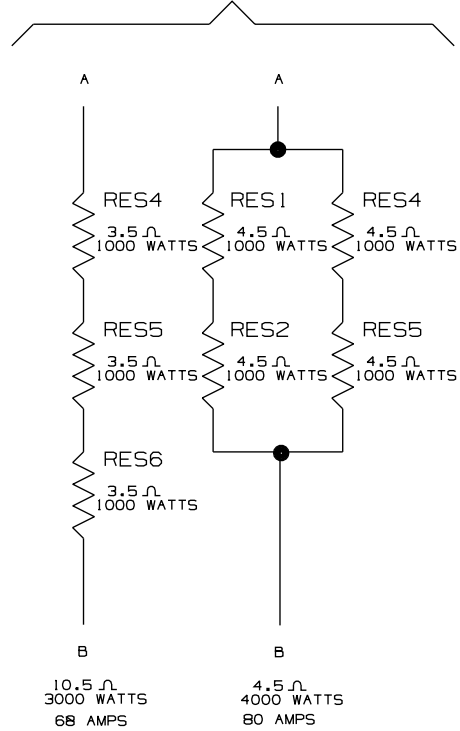 A
A
RES4
3.5 Ω
1000 WATTS
RES1
4.5 Ω
1000 WATTS
RES4
4.5 Ω
1000 WATTS
RES5
3.5 Ω
1000 WATTS
RES2
4.5 Ω
1000 WATTS
RES5
4.5 Ω
1000 WATTS
RES6
3.5 Ω
1000 WATTS
B
B
10.5 Ω
3000 WATTS
68 AMPS
4.5 Ω
4000 WATTS
80 AMPS